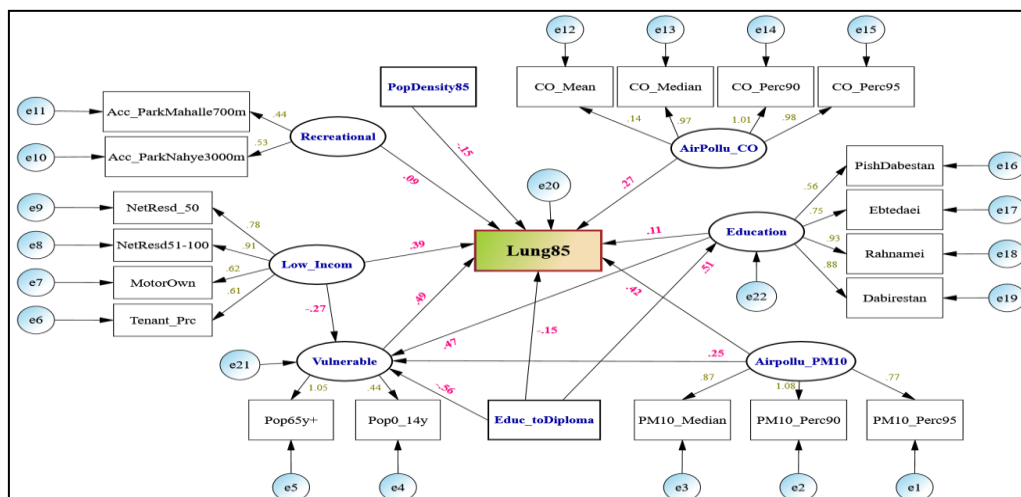 e12
e13
e14
e15
CO_Mean
CO_Median
CO_Perc90
CO_Perc95
.14
.97
1.01
.98
AirPollu_CO
PopDensity85
e11
Acc_ParkMahalle700m
.44
Recreational
e10
Acc_ParkNahye3000m
.53
-.15
.09
.27
e20
PishDabestan
e16
.56
Ebtedaei
e17
.75
Education
Rahnamei
e18
.93
Dabirestan
e19
.88
e22
.11
.51
e9
NetResd_50
.78
e8
NetResd51-100
.91
e7
MotorOwn
.62
e6
Tenant_Prc
.61
Low_Incom
.39
Lung85
-.27
.49
.47
-.15
.42
e21
Vulnerable
.25
Airpollu_PM10
-.56
Educ_toDiploma
1.05
.44
Pop65y+
Pop0_14y
e5
e4
.87
1.08
.77
PM10_Median
PM10_Perc90
PM10_Perc95
e3
e2
e1